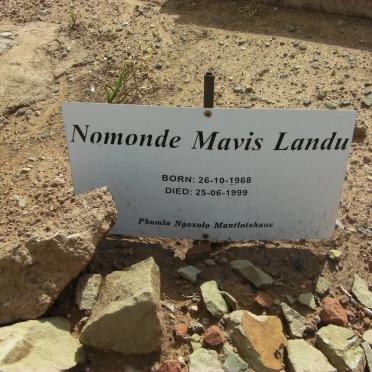 Nomonde Mavis Landu
BORN: 26-10-1968
DIED: 25-06-1999
Phumla Ngoxolo Mantlotshane